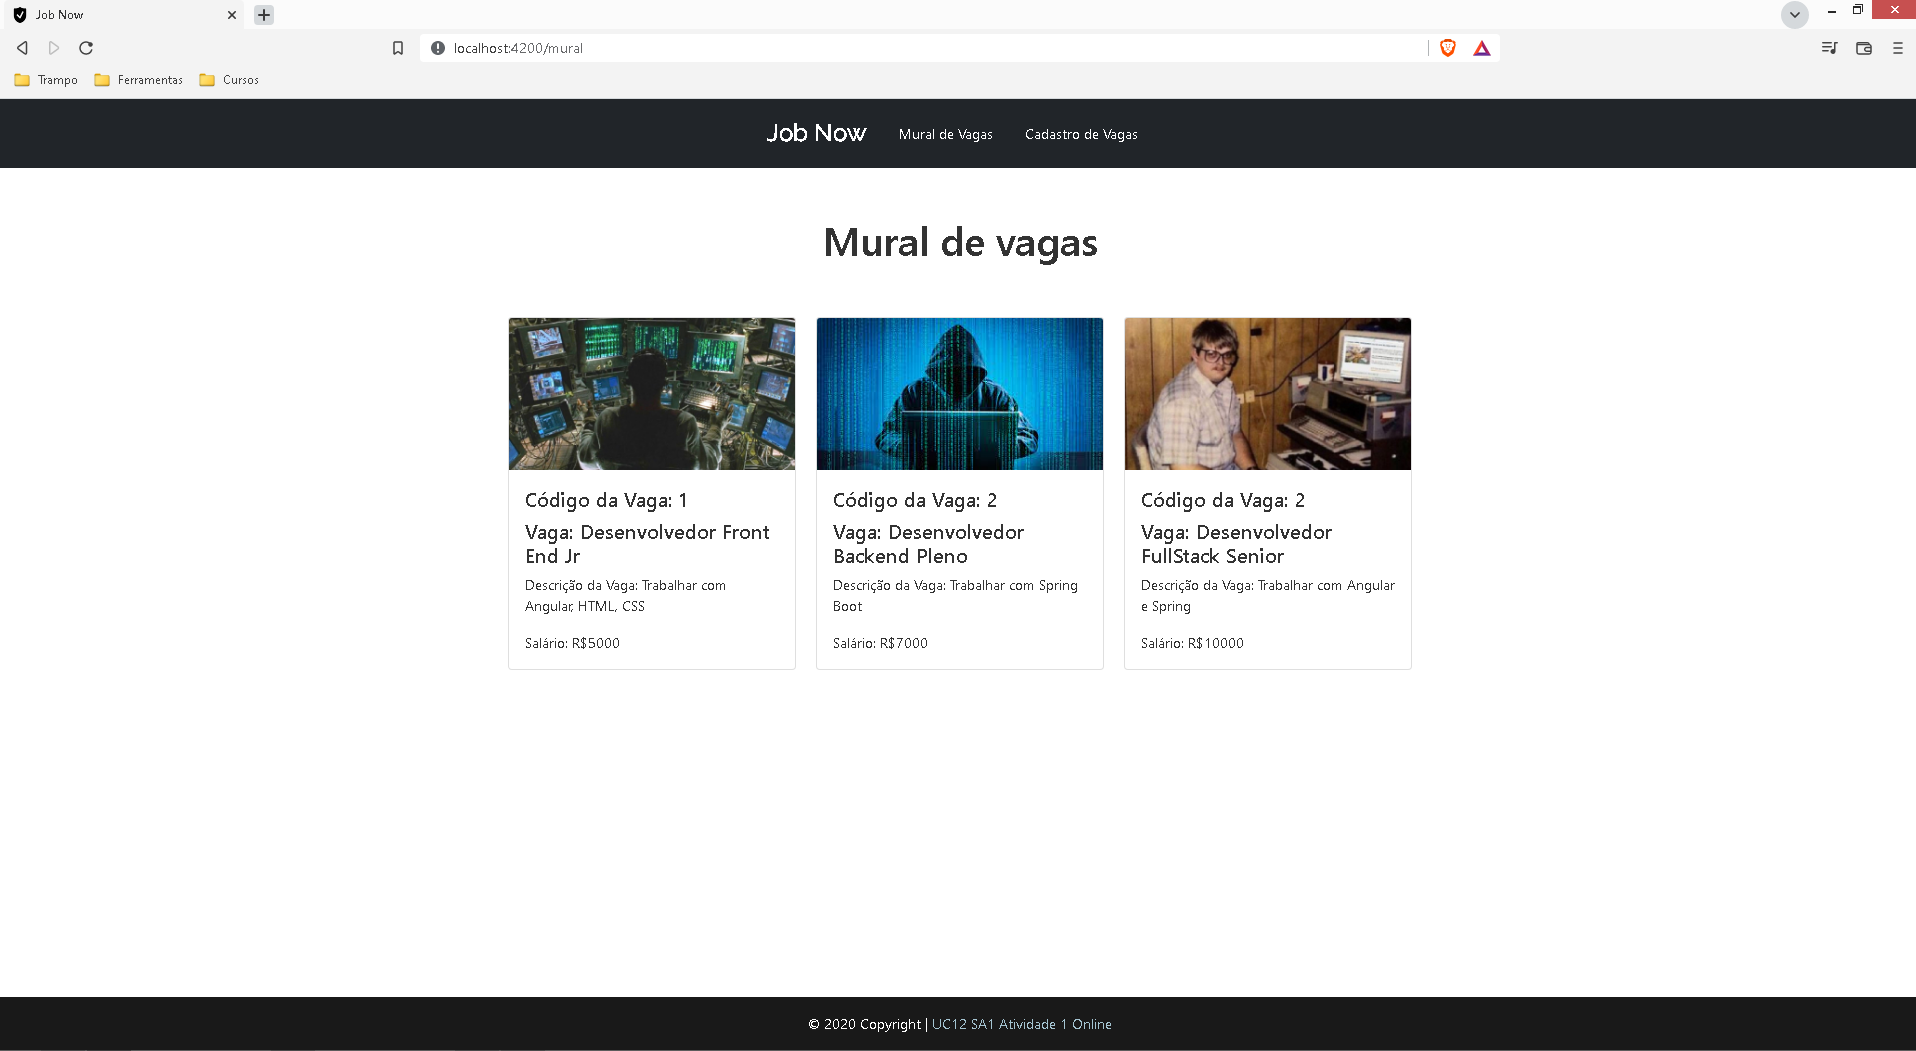 Job Now
localhost:4200/mural
Trampo Ferramentas Cursos
Job Now Mural de Vagas Cadastro de Vagas
Mural de vagas
Código da Vaga: 1
Vaga: Desenvolvedor Front
End Jr
Descrição da Vaga: Trabalhar com
Angular, HTML, CSS
Salário: R$5000
Código da Vaga: 2
Vaga: Desenvolvedor
Backend Pleno
Descrição da Vaga: Trabalhar com Spring
Boot
Salário: R$7000
Código da Vaga: 2
Vaga: Desenvolvedor
FullStack Senior
Descrição da Vaga: Trabalhar com Angular
e Spring
Salário: R$10000
© 2020 Copyright | UC12 SA1 Atividade 1 Online